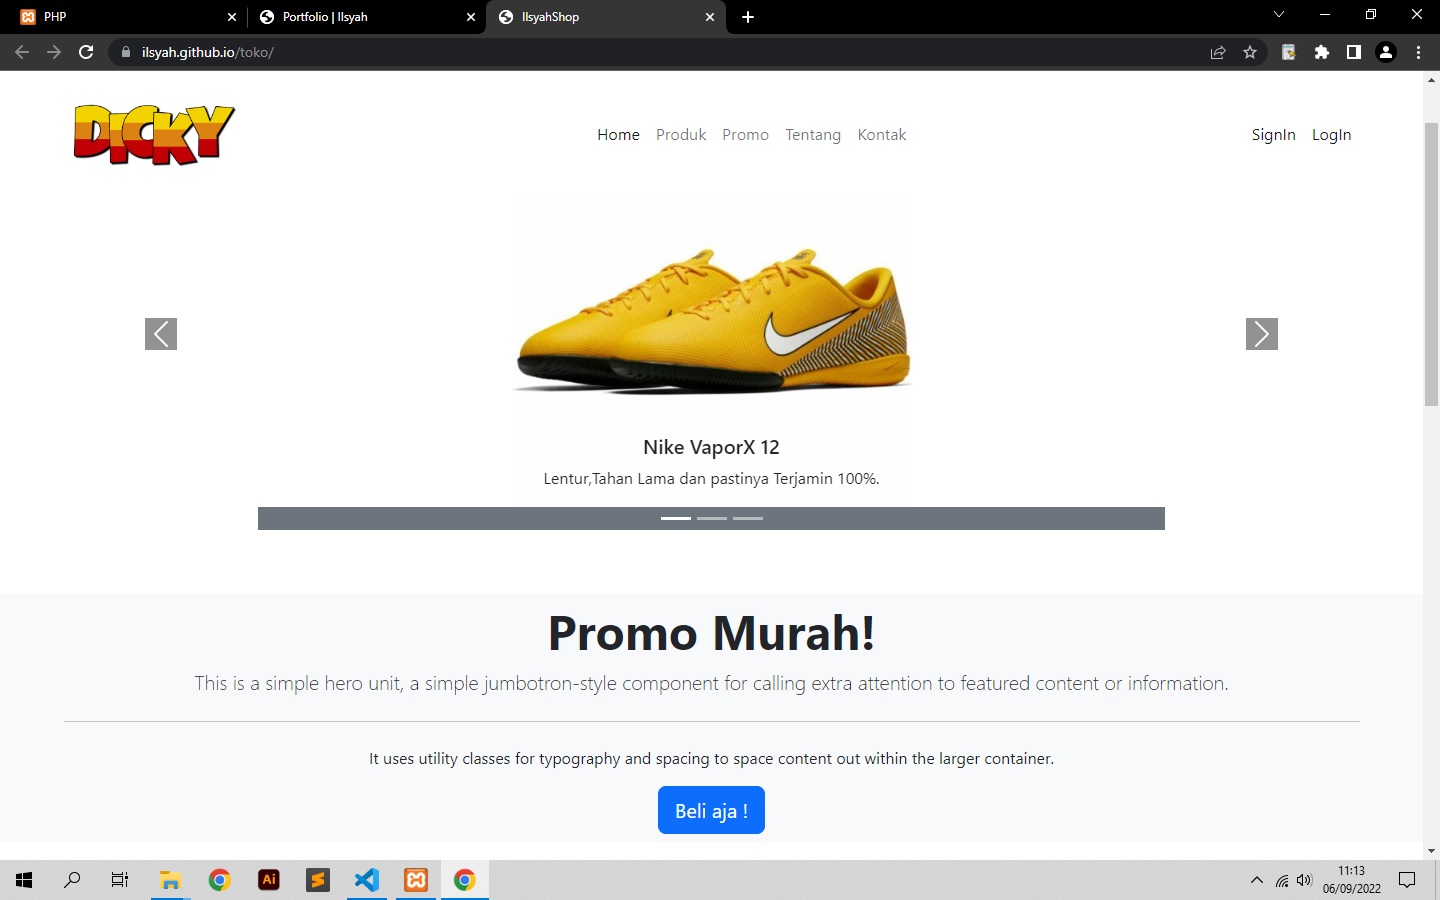 PHP
Portfolio | Ilsyah
IlsyahShop
ilsyah.github.io/toko/
DICKY
Home Produk Promo Tentang Kontak
SignIn LogIn
Nike VaporX 12
Lentur,Tahan Lama dan pastinya Terjamin 100%.
Promo Murah!
This is a simple hero unit, a simple jumbotron-style component for calling extra attention to featured content or information.
It uses utility classes for typography and spacing to space content out within the larger container.
Beli aja !
Ai
11:13
06/09/2022